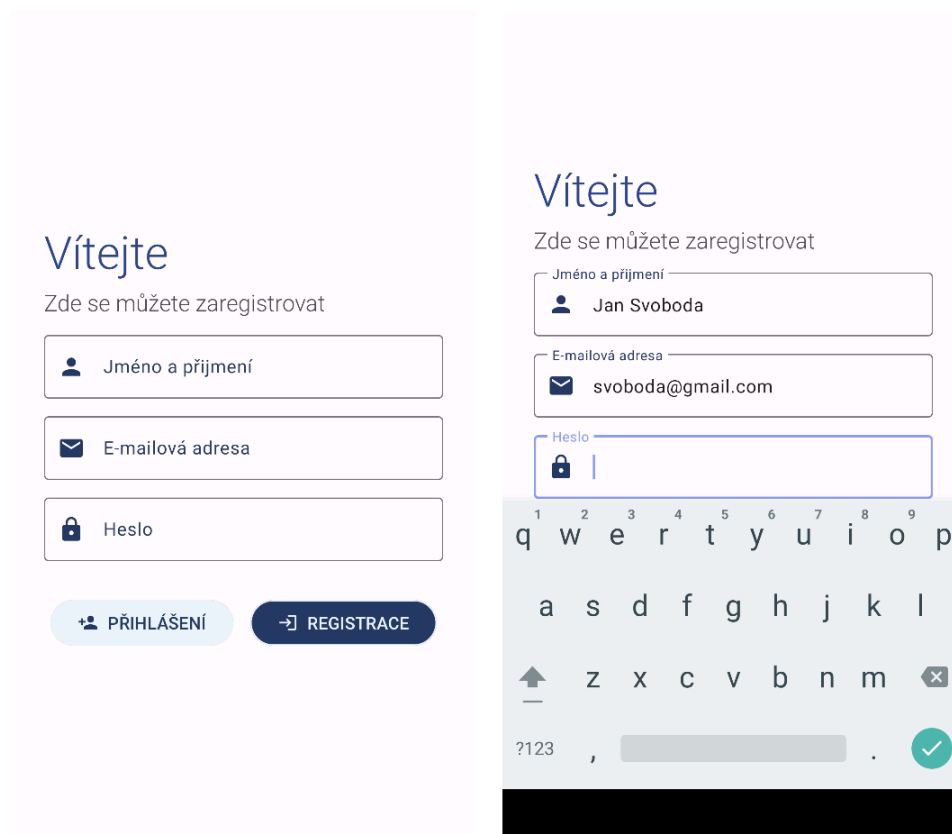 Vítejte
Zde se můžete zaregistrovat
Jméno a přijmení
E-mailová adresa
Heslo
PŘIHLÁŠENÍ REGISTRACE
Vítejte
Zde se můžete zaregistrovat
Jméno a přijmení
Jan Svoboda
E-mailová adresa
svoboda@gmail.com
Heslo
1 2 3 4 5 6 7 8 9
q w e r t y u i o p
a s d f g h j k l
z x c v b n m
?123 , .